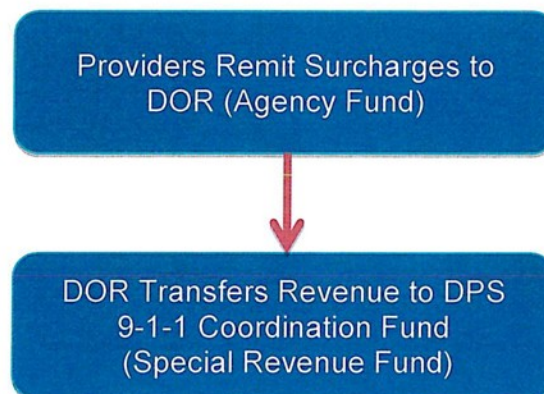 Providers Remit Surcharges to
DOR (Agency Fund)
DOR Transfers Revenue to DPS
9-1-1 Coordination Fund
(Special Revenue Fund)